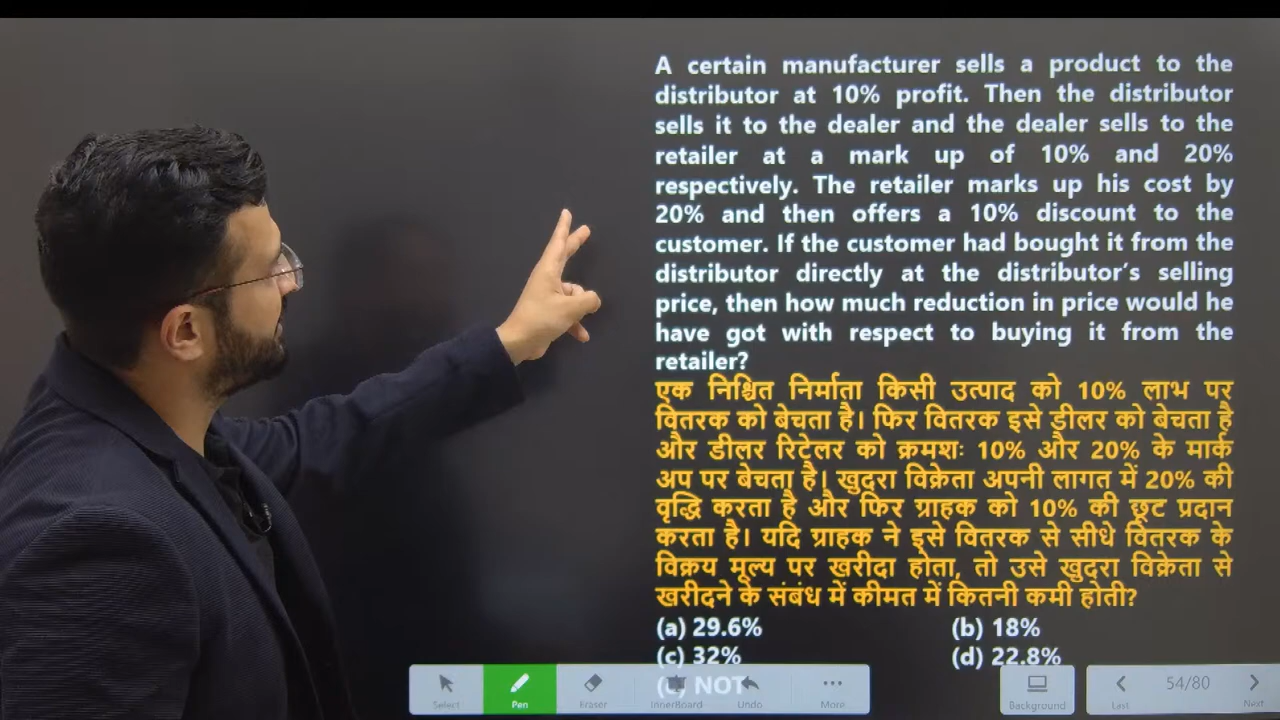 A certain manufacturer sells a product to the
distributor at 10% profit. Then the distributor
sells it to the dealer and the dealer sells to the
retailer at a mark up of 10% and 20%
respectively. The retailer marks up his cost by
20% and then offers a 10% discount to the
customer. If the customer had bought it from the
distributor directly at the distributor's selling
price, then how much reduction in price would he
have got with respect to buying it from the
retailer?
एक निश्चित निर्माता किसी उत्पाद को 10% लाभ पर
वितरक को बेचता है। फिर वितरक इसे डीलर को बेचता है
और डीलर रिटेलर को क्रमशः 10% और 20% के मार्क
अप पर बेचता है। खुदरा विक्रेता अपनी लागत में 20% की
वृद्धि करता है और फिर ग्राहक को 10% की छूट प्रदान
करता है। यदि ग्राहक ने इसे वितरक से सीधे वितरक के
विक्रय मूल्य पर खरीदा होता, तो उसे खुदरा विक्रेता से
खरीदने के संबंध में कीमत में कितनी कमी होती?
(a) 29.6% (b) 18%
(c) 32% (d) 22.8%
NOT
Select Pen Eraser InnerBoard Undo More Background Last 54/80 Next